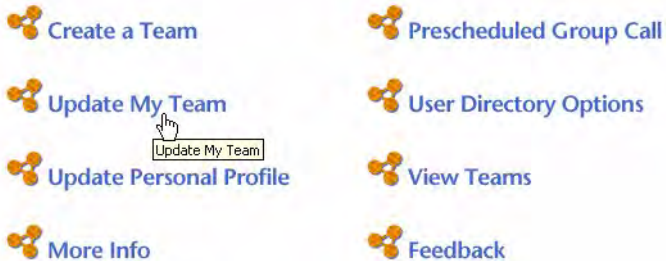 Create a Team
Prescheduled Group Call
Update My Team
User Directory Options
Update My Team
Update Personal Profile
View Teams
More Info
Feedback